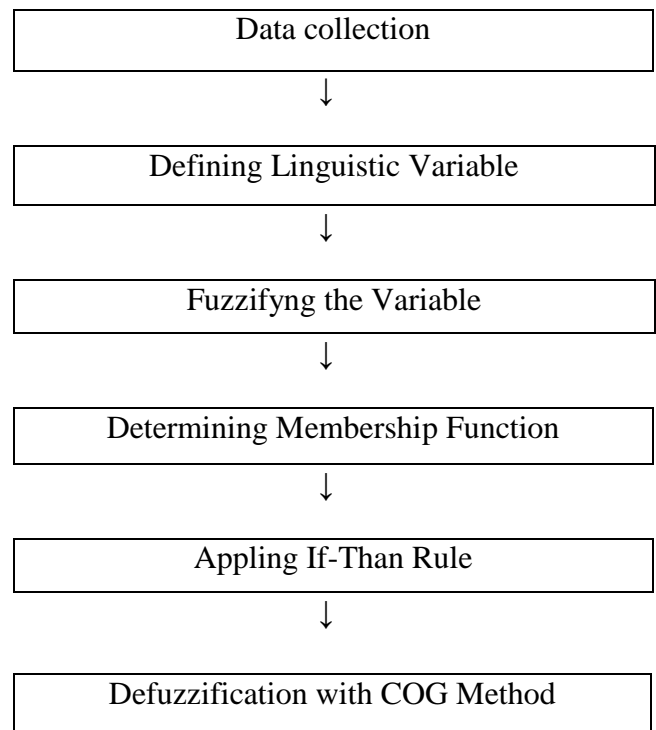 Data collection
↓
Defining Linguistic Variable
↓
Fuzzifyng the Variable
↓
Determining Membership Function
↓
Appling If-Than Rule
↓
Defuzzification with COG Method